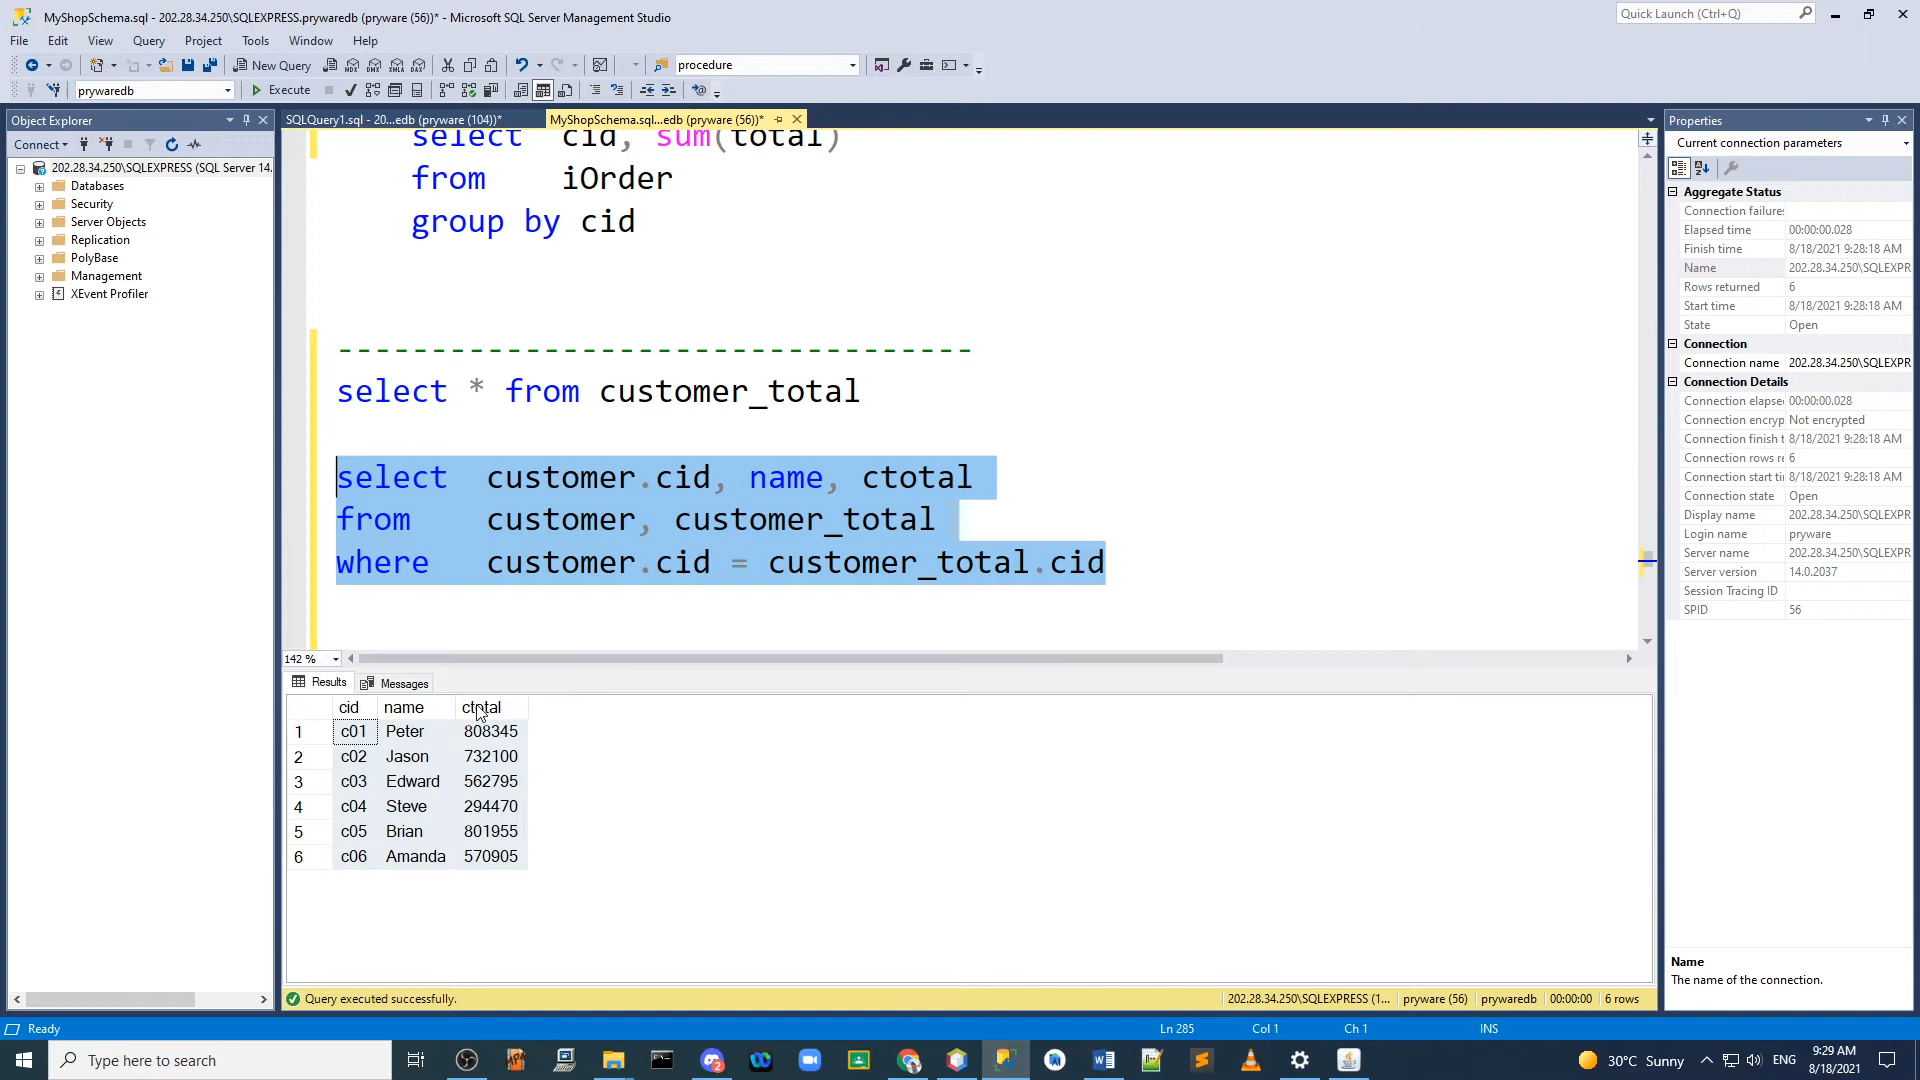 MyShopSchema.sql - 202.28.34.250\SQLEXPRESS.prywaredb (pryware (56))* - Microsoft SQL Server Management Studio
Quick Launch (Ctrl+Q)
File Edit View Query Project Tools Window Help
New Query
procedure
prywaredb
Execute
Object Explorer
Connect
202.28.34.250\SQLEXPRESS (SQL Server 14.
Databases
Security
Server Objects
Replication
PolyBase
Management
XEvent Profiler
SQLQuery1.sql - 20...edb (pryware (104))*
MyShopSchema.sql...edb (pryware (56))*
select cid, sum(total)
from iOrder
group by cid
---------------------------------
select * from customer_total
select customer.cid, name, ctotal
from customer, customer_total
where customer.cid = customer_total.cid
142 %
Results
Messages
cid name ctotal
1 c01 Peter 808345
2 c02 Jason 732100
3 c03 Edward 562795
4 c04 Steve 294470
5 c05 Brian 801955
6 c06 Amanda 570905
Query executed successfully.
202.28.34.250\SQLEXPRESS (1... pryware (56) prywaredb 00:00:00 6 rows
Properties
Current connection parameters
Aggregate Status
Connection failures
Elapsed time 00:00:00.028
Finish time 8/18/2021 9:28:18 AM
Name 202.28.34.250\SQLEXPR
Rows returned 6
Start time 8/18/2021 9:28:18 AM
State Open
Connection
Connection name 202.28.34.250\SQLEXPR
Connection Details
Connection elapse 00:00:00.028
Connection encryp Not encrypted
Connection finish t 8/18/2021 9:28:18 AM
Connection rows re 6
Connection start ti 8/18/2021 9:28:18 AM
Connection state Open
Display name 202.28.34.250\SQLEXPR
Login name pryware
Server name 202.28.34.250\SQLEXPR
Server version 14.0.2037
Session Tracing ID
SPID 56
Name
The name of the connection.
Ready
Ln 285 Col 1 Ch 1 INS
Type here to search
30°C Sunny
ENG
9:29 AM
8/18/2021